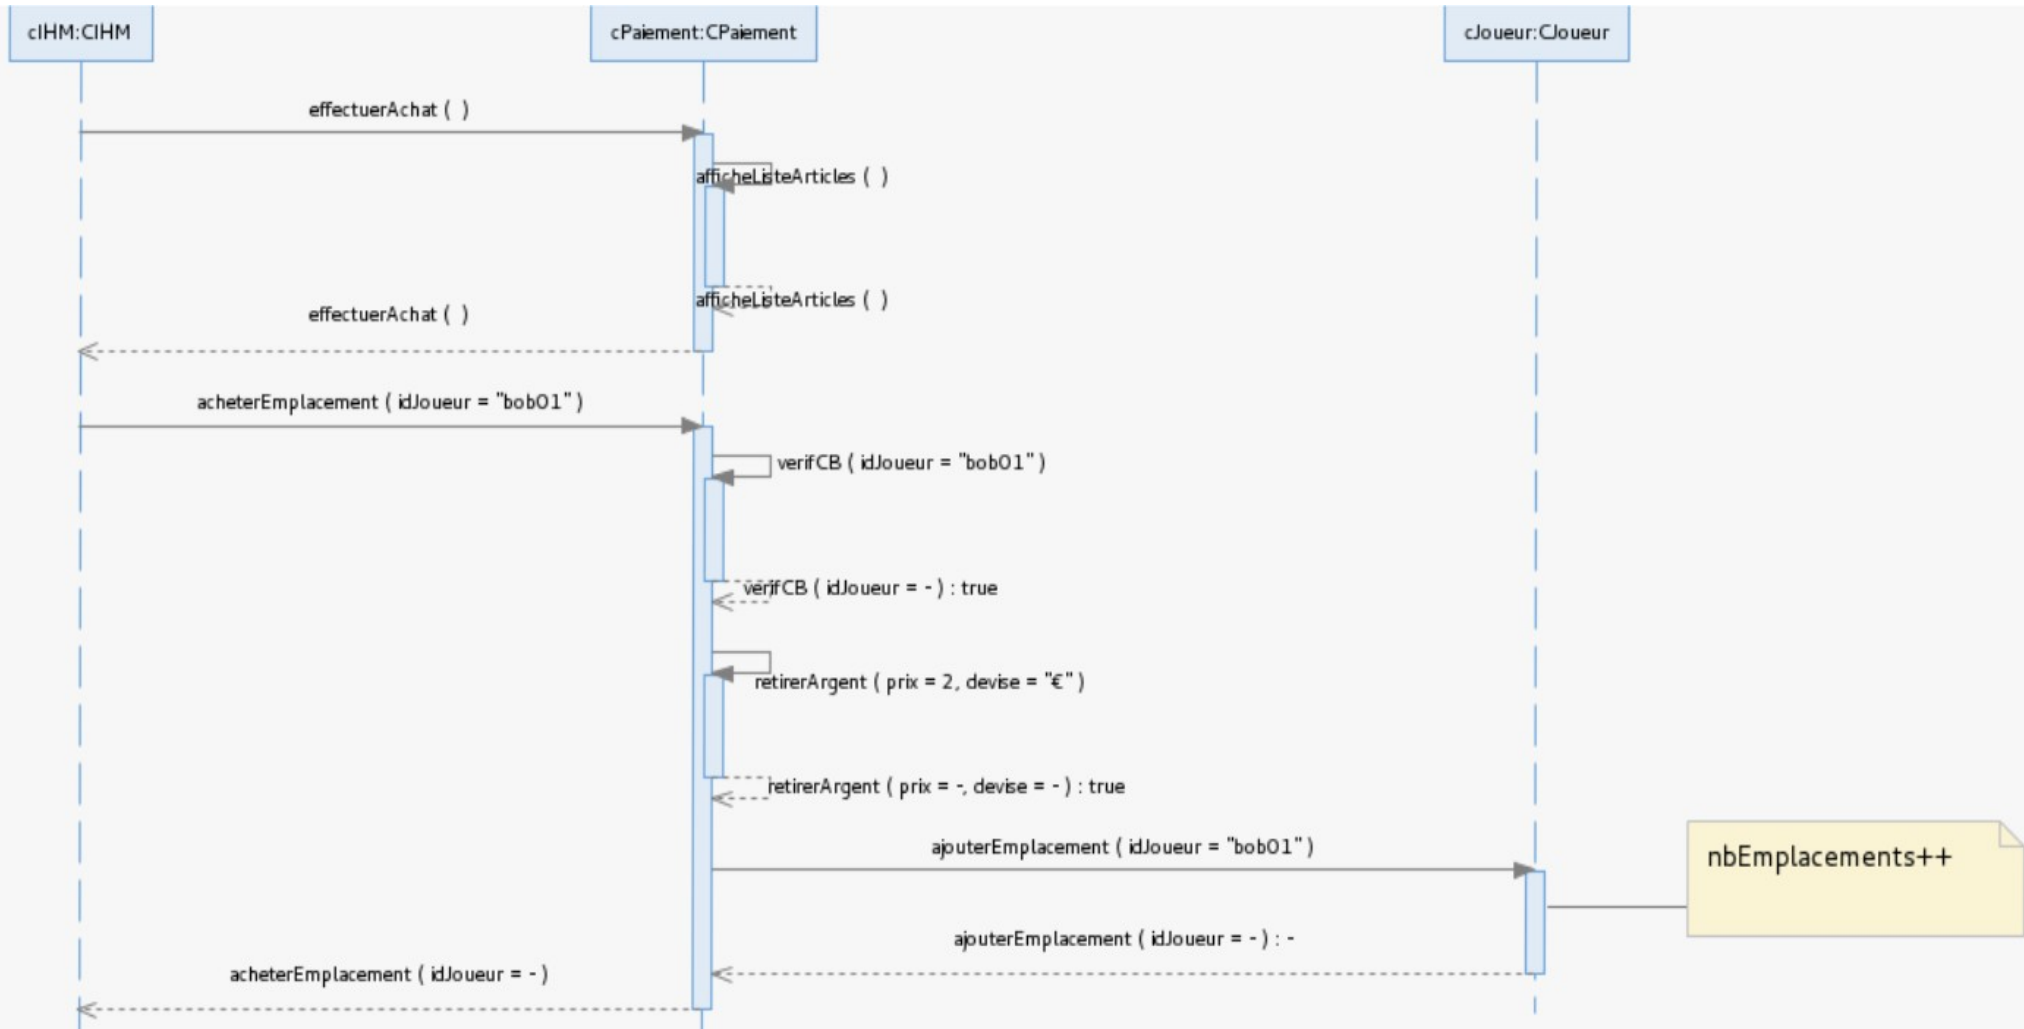 cIHM:CIHM
cPaiement:CPaiement
cJoueur:CJoueur
effectuerAchat ( )
afficheListeArticles ( )
afficheListeArticles ( )
effectuerAchat ( )
acheterEmplacement ( idJoueur = "bob01" )
verifCB ( idJoueur = "bob01" )
verifCB ( idJoueur = - ) : true
retirerArgent ( prix = 2, devise = "€" )
retirerArgent ( prix = -, devise = - ) : true
ajouterEmplacement ( idJoueur = "bob01" )
nbEmplacements++
ajouterEmplacement ( idJoueur = - ) : -
acheterEmplacement ( idJoueur = - )